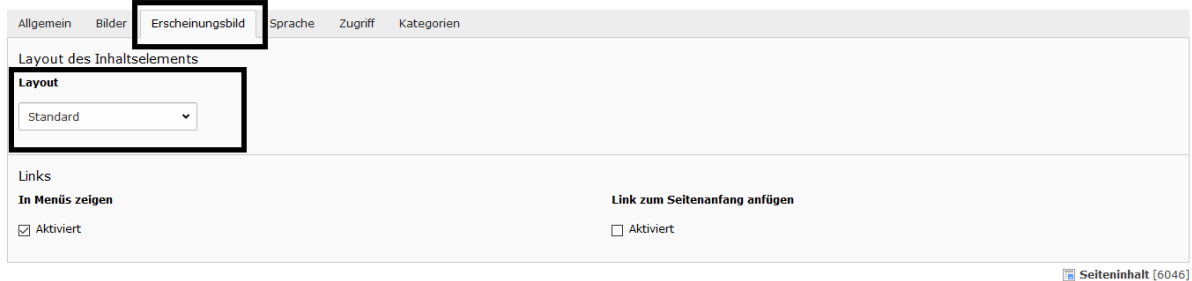 Allgemein Bilder Erscheinungsbild Sprache Zugriff Kategorien
Layout des Inhaltselements
Layout
Standard
Links
In Menüs zeigen Link zum Seitenanfang anfügen
Aktiviert Aktiviert
Seiteninhalt [6046]